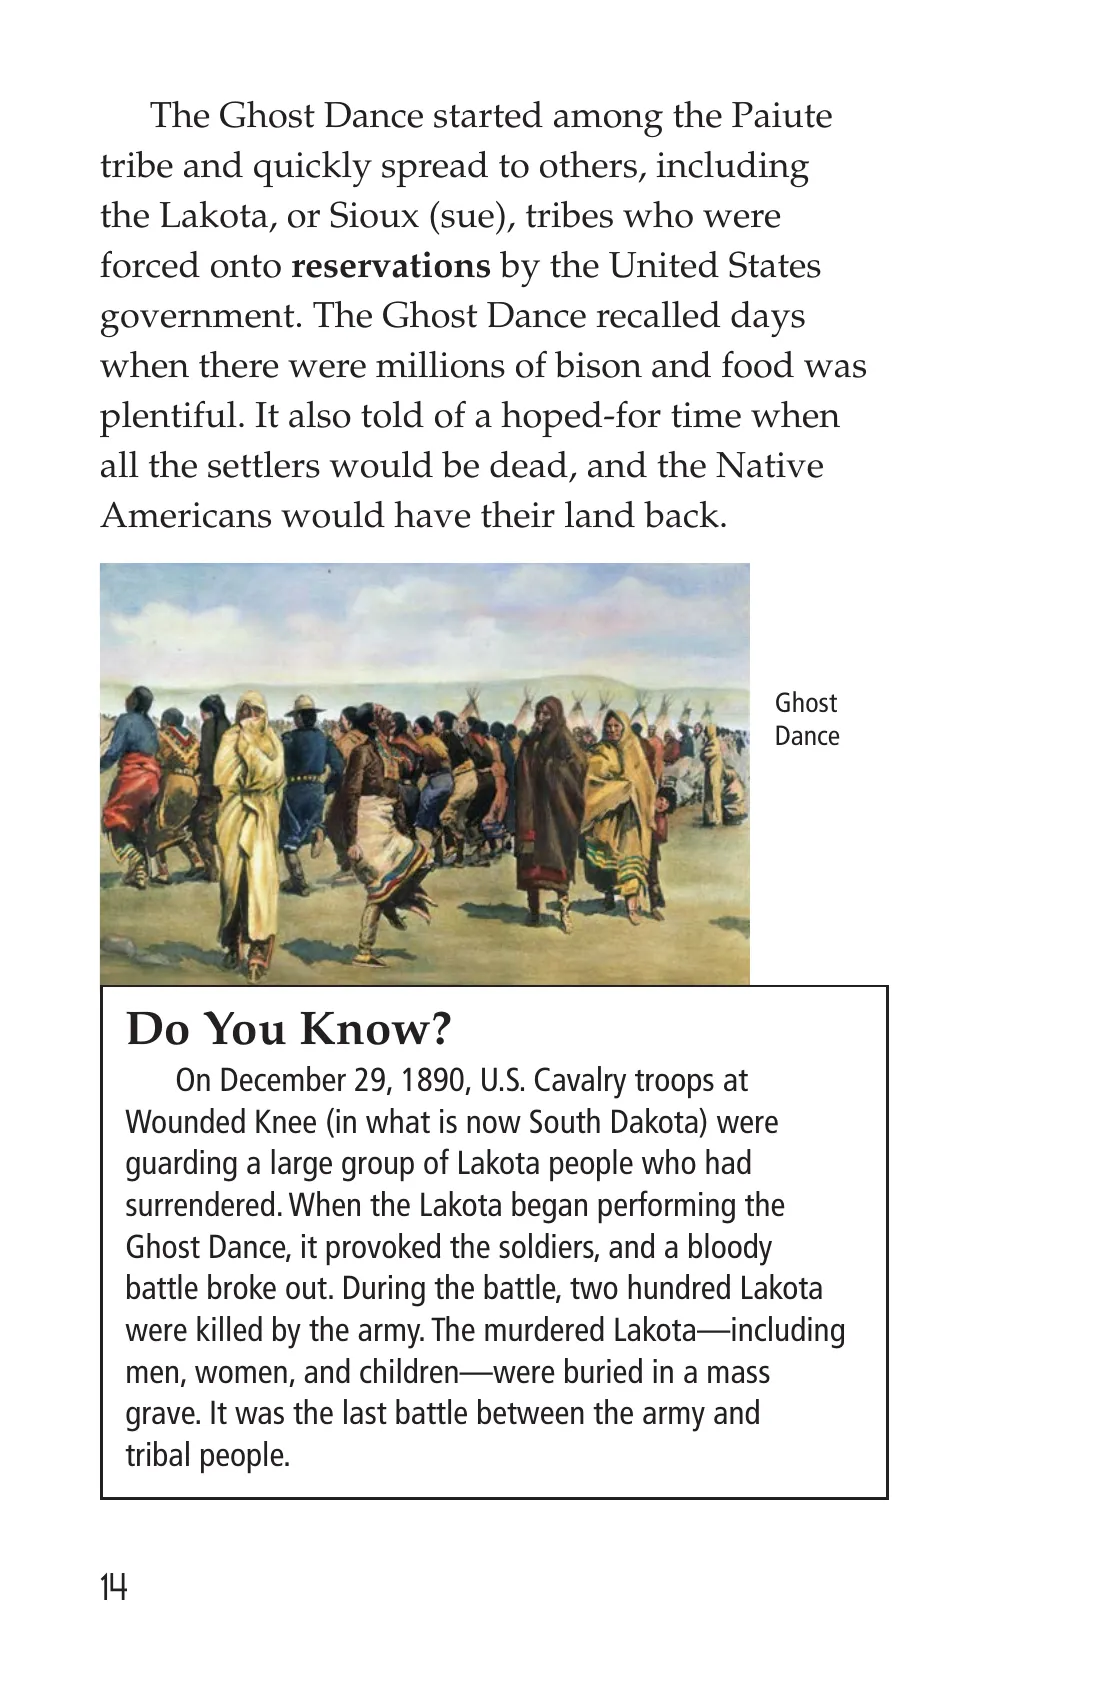 The Ghost Dance started among the Paiute
tribe and quickly spread to others, including
the Lakota, or Sioux (sue), tribes who were
forced onto reservations by the United States
government. The Ghost Dance recalled days
when there were millions of bison and food was
plentiful. It also told of a hoped-for time when
all the settlers would be dead, and the Native
Americans would have their land back.
Ghost
Dance
Do You Know?
On December 29, 1890, U.S. Cavalry troops at
Wounded Knee (in what is now South Dakota) were
guarding a large group of Lakota people who had
surrendered. When the Lakota began performing the
Ghost Dance, it provoked the soldiers, and a bloody
battle broke out. During the battle, two hundred Lakota
were killed by the army. The murdered Lakota—including
men, women, and children—were buried in a mass
grave. It was the last battle between the army and
tribal people.
14